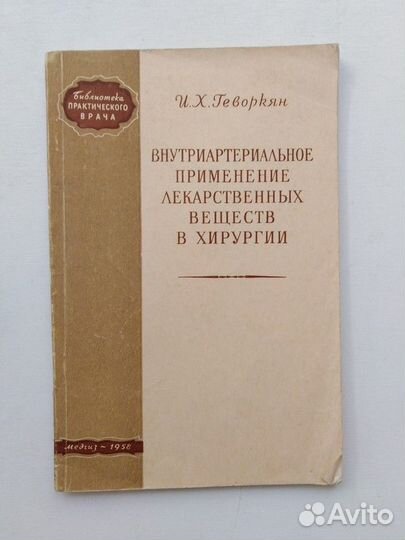 Библиотека
ПРАКТИЧЕСКОГО
ВРАЧА
И.Х.Геворкян
ВНУТРИАРТЕРИАЛЬНОЕ
ПРИМЕНЕНИЕ
ЛЕКАРСТВЕННЫХ
ВЕЩЕСТВ
В ХИРУРГИИ
Медгиз ~ 1958
Avito